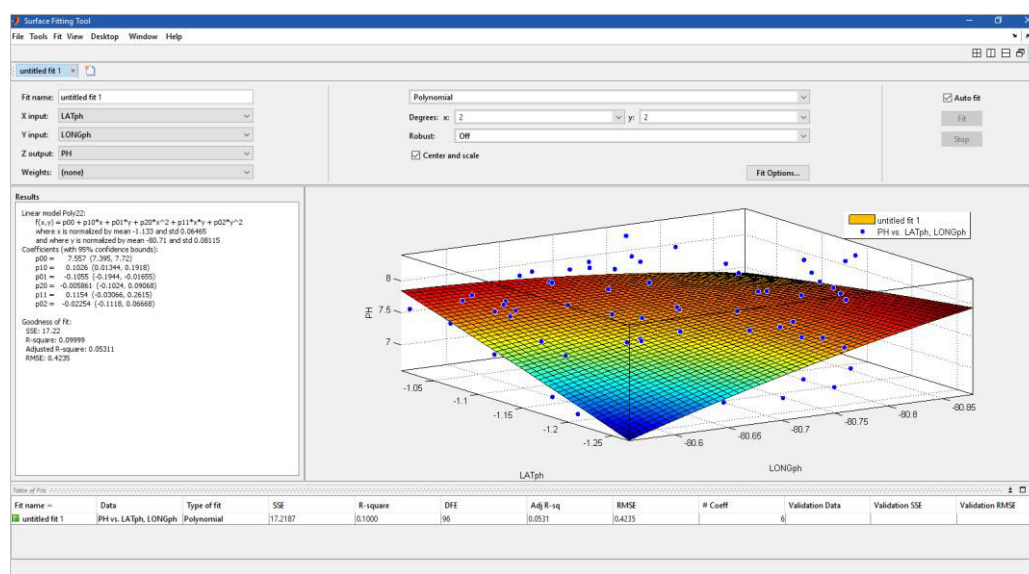 Surface Fitting Tool
File Tools Fit View Desktop Window Help
untitled fit 1
Fit name: untitled fit 1
X input: LATph
Y input: LONGph
Z output: PH
Weights: (none)
Polynomial
Degrees: x: 2 y: 2
Robust: Off
Center and scale
Fit Options...
Auto fit
Fit
Stop
Results
Linear model Poly22:
f(x,y) = p00 + p10*x + p01*y + p20*x^2 + p11*x*y + p02*y^2
where x is normalized by mean -1.133 and std 0.06465
and where y is normalized by mean -80.71 and std 0.08115
Coefficients (with 95% confidence bounds):
p00 = 7.557 (7.395, 7.72)
p10 = 0.1026 (0.01344, 0.1918)
p01 = -0.1055 (-0.1944, -0.01655)
p20 = -0.005861 (-0.1024, 0.09068)
p11 = 0.1154 (-0.03066, 0.2615)
p02 = -0.02254 (-0.1118, 0.06668)
Goodness of fit:
SSE: 17.22
R-square: 0.09999
Adjusted R-square: 0.05311
RMSE: 0.4235
untitled fit 1
PH vs. LATph, LONGph
8
7.5
7
PH
-1.05
-1.1
-1.15
-1.2
-1.25
LATph
-80.6
-80.65
-80.7
-80.75
-80.8
-80.85
LONGph
Table of Fits
Fit name Data Type of fit SSE R-square DFE Adj R-sq RMSE # Coeff Validation Data Validation SSE Validation RMSE
untitled fit 1 PH vs. LATph, LONGph Polynomial 17.2187 0.1000 96 0.0531 0.4235 6